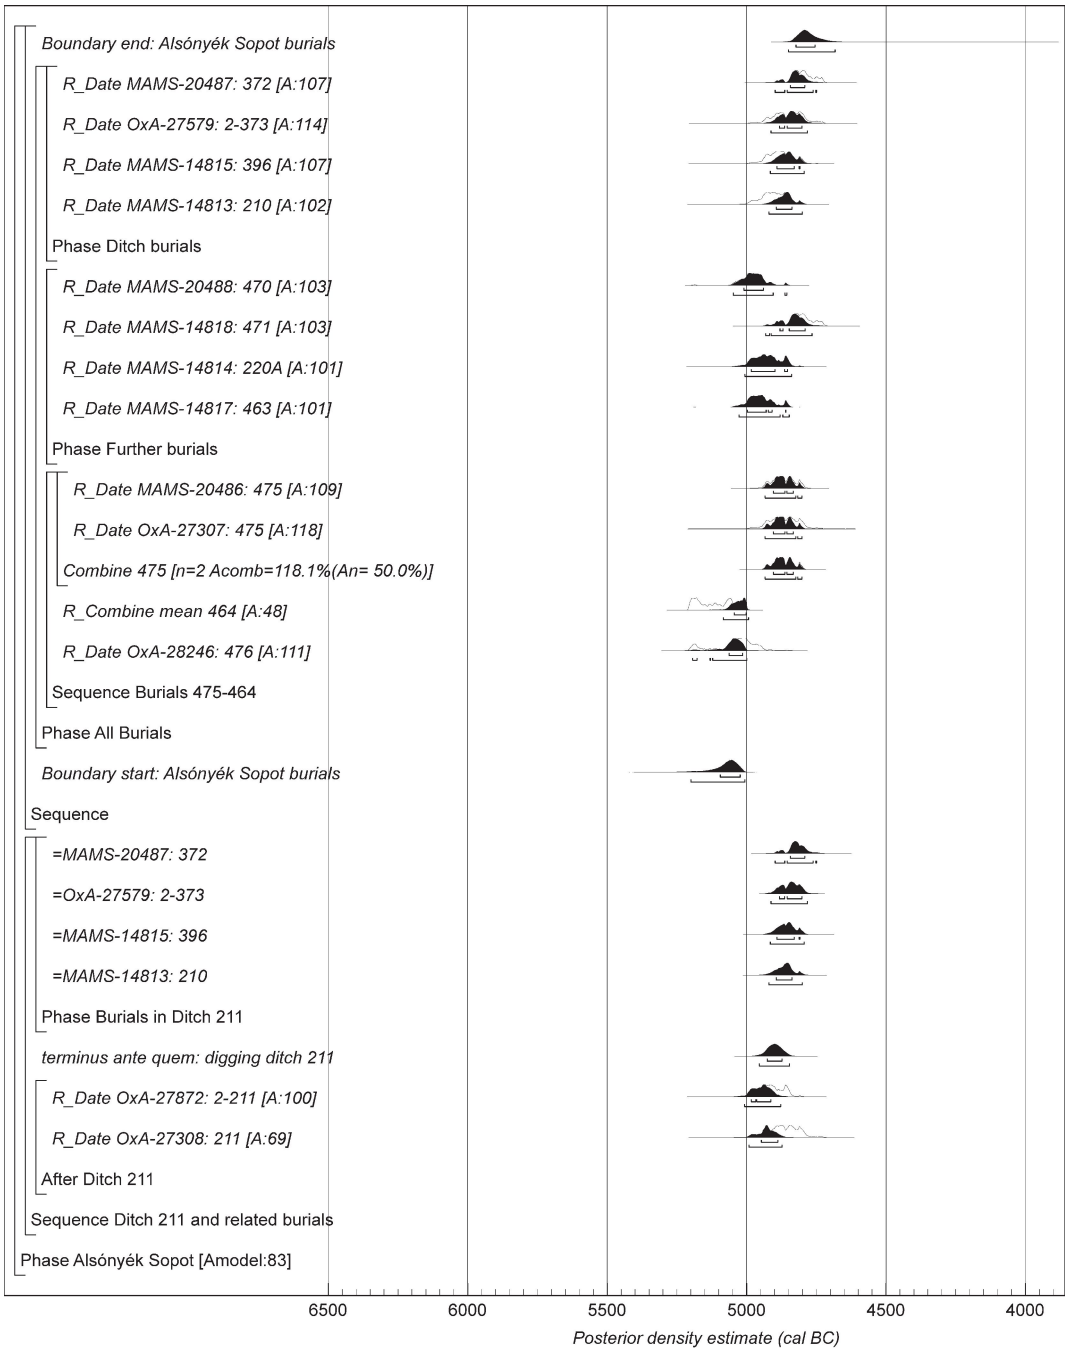 Boundary end: Alsónyék Sopot burials
R_Date MAMS-20487: 372 [A:107]
R_Date OxA-27579: 2-373 [A:114]
R_Date MAMS-14815: 396 [A:107]
R_Date MAMS-14813: 210 [A:102]
Phase Ditch burials
R_Date MAMS-20488: 470 [A:103]
R_Date MAMS-14818: 471 [A:103]
R_Date MAMS-14814: 220A [A:101]
R_Date MAMS-14817: 463 [A:101]
Phase Further burials
R_Date MAMS-20486: 475 [A:109]
R_Date OxA-27307: 475 [A:118]
Combine 475 [n=2 Acomb=118.1%(An= 50.0%)]
R_Combine mean 464 [A:48]
R_Date OxA-28246: 476 [A:111]
Sequence Burials 475-464
Phase All Burials
Boundary start: Alsónyék Sopot burials
Sequence
=MAMS-20487: 372
=OxA-27579: 2-373
=MAMS-14815: 396
=MAMS-14813: 210
Phase Burials in Ditch 211
terminus ante quem: digging ditch 211
R_Date OxA-27872: 2-211 [A:100]
R_Date OxA-27308: 211 [A:69]
After Ditch 211
Sequence Ditch 211 and related burials
Phase Alsónyék Sopot [Amodel:83]
6500 6000 5500 5000 4500 4000
Posterior density estimate (cal BC)